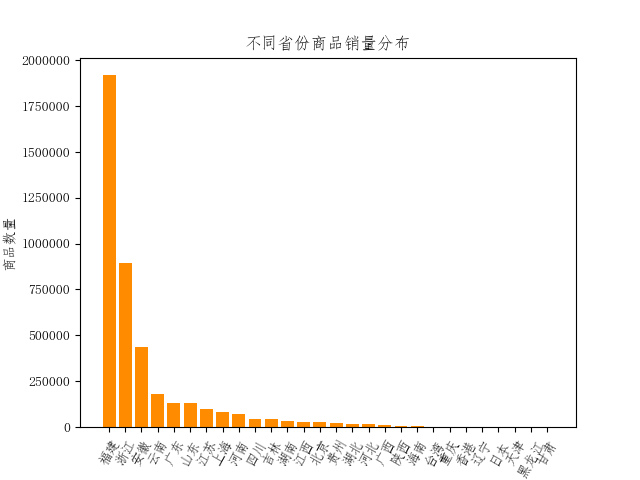 不同省份商品销量分布
商品数量
2000000
1750000
1500000
1250000
1000000
750000
500000
250000
0
福建
浙江
安徽
云南
广东
山东
江苏
上海
河南
四川
吉林
湖南
江西
北京
贵州
湖北
河北
广西
陕西
海南
台湾
重庆
香港
辽宁
日本
天津
黑龙江
甘肃